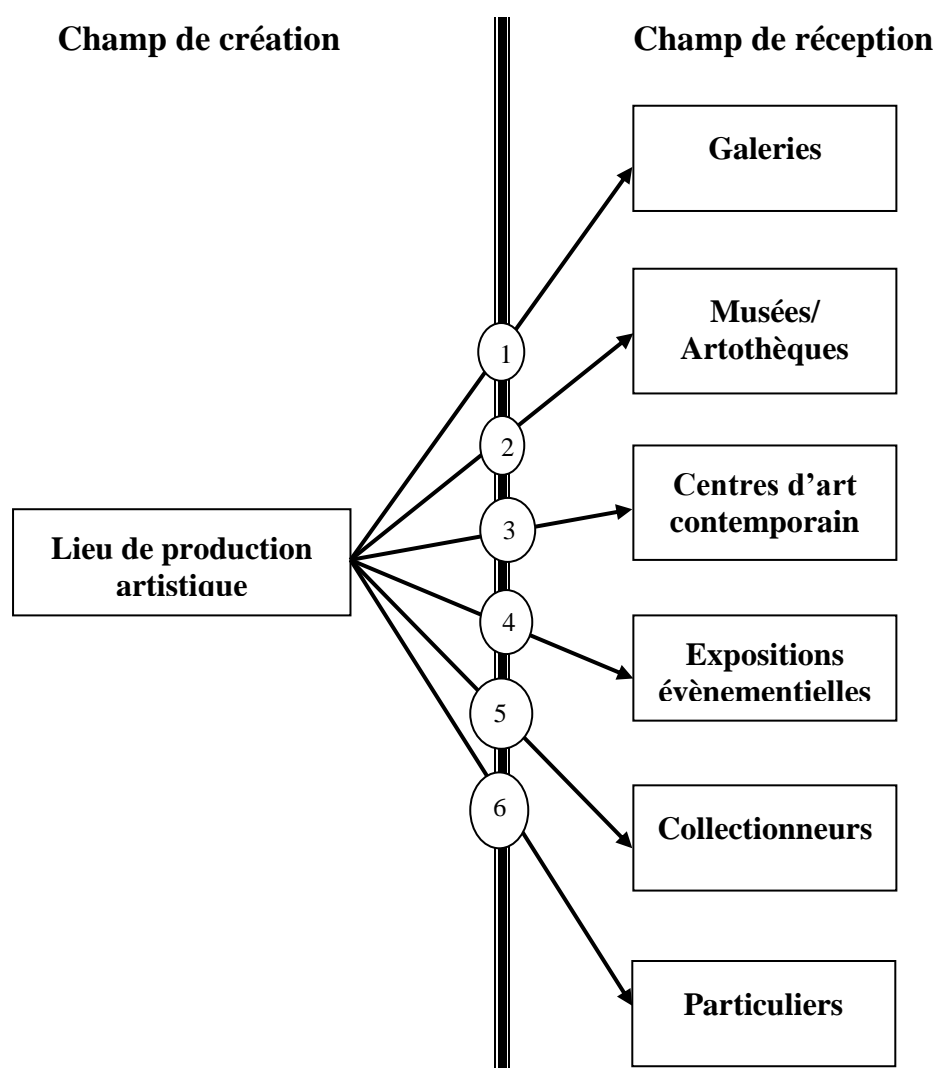 Champ de création
Champ de réception
Galeries
Musées/
Artothèques
Centres d’art
contemporain
Lieu de production
artistique
Expositions
évènementielles
Collectionneurs
Particuliers
1
2
3
4
5
6